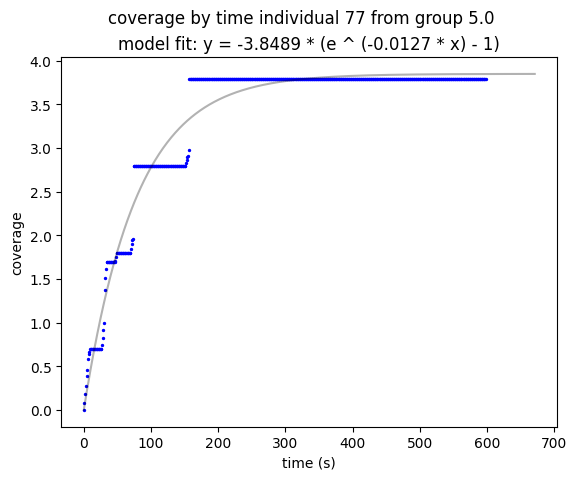 coverage by time individual 77 from group 5.0
model fit: y = -3.8489 * (e ^ (-0.0127 * x) - 1)
4.0
3.5
3.0
2.5
2.0
1.5
1.0
0.5
0.0
coverage
0 100 200 300 400 500 600 700
time (s)